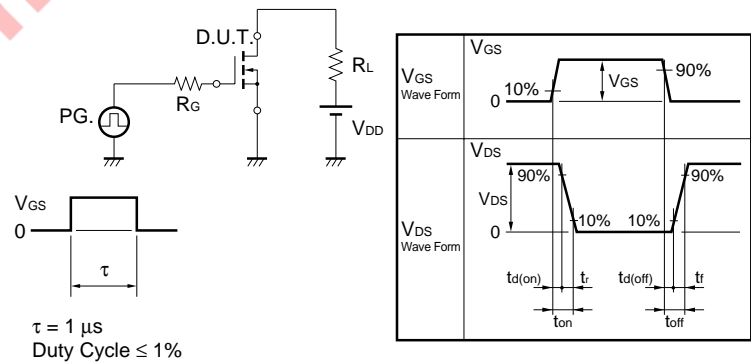 D.U.T.
RL
RG
PG.
VDD
VGS
0
τ
τ = 1 μs
Duty Cycle ≤ 1%
VGS
VGS
Wave Form
10%
90%
VGS
0
VDS
VDS
Wave Form
90%
90%
VDS
10%
10%
0
td(on)
tr
td(off)
tf
ton
toff